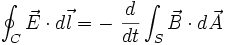 ∮_C E⃗ · dl⃗ = − d/dt ∫_S B⃗ · dA⃗